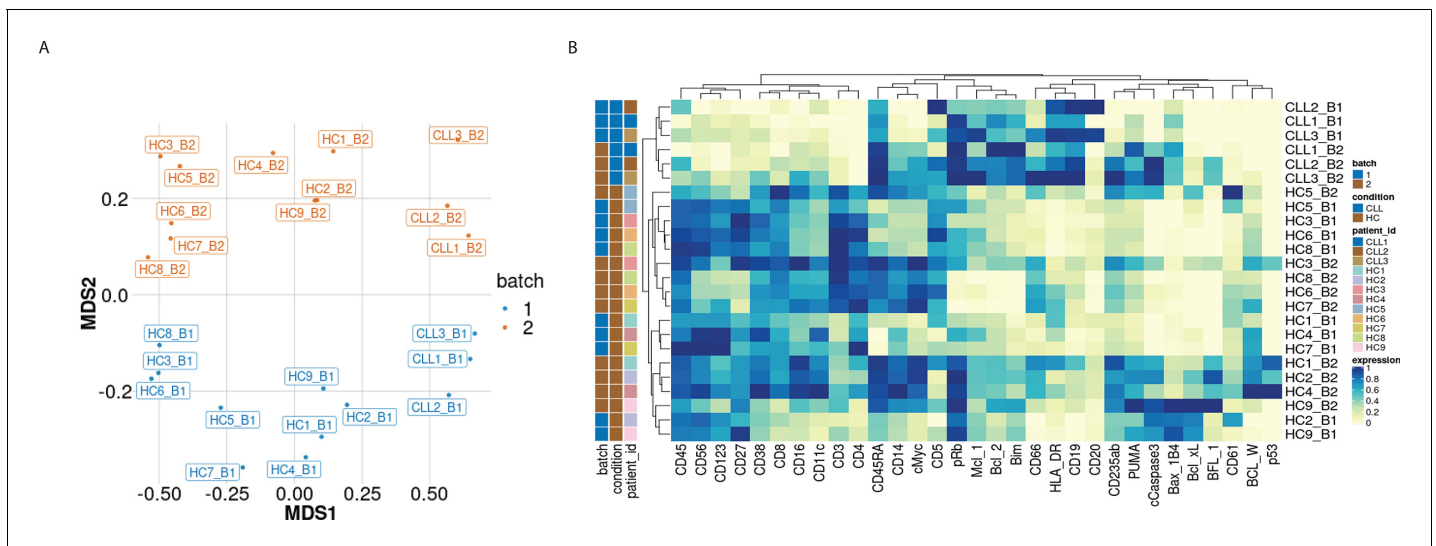 A
B
HC3_B2
HC5_B2
HC4_B2
HC1_B2
CLL3_B2
HC2_B2
HC9_B2
HC6_B2
HC7_B2
HC8_B2
CLL2_B2
CLL1_B2
HC8_B1
HC3_B1
HC6_B1
HC5_B1
HC9_B1
HC2_B1
HC1_B1
HC7_B1
HC4_B1
CLL3_B1
CLL1_B1
CLL2_B1
0.2
0.0
-0.2
MDS2
-0.50 -0.25 0.00 0.25 0.50
MDS1
batch
1
2
CLL2_B1
CLL1_B1
CLL3_B1
CLL1_B2
CLL2_B2
CLL3_B2
HC5_B2
HC5_B1
HC3_B1
HC6_B1
HC8_B1
HC3_B2
HC8_B2
HC6_B2
HC7_B2
HC1_B1
HC4_B1
HC7_B1
HC1_B2
HC2_B2
HC4_B2
HC9_B2
HC2_B1
HC9_B1
batch
condition
patient_id
CD45
CD56
CD123
CD27
CD38
CD8
CD16
CD11c
CD3
CD4
CD45RA
CD14
cMyc
CD5
pRb
Mcl_1
Bcl_2
Bim
CD66
HLA_DR
CD19
CD20
CD235ab
PUMA
cCaspase3
Bax_1B4
Bcl_xL
BFL_1
CD61
BCL_W
p53
batch
1
2
condition
CLL
HC
patient_id
CLL1
CLL2
CLL3
HC1
HC2
HC3
HC4
HC5
HC6
HC7
HC8
HC9
expression
1
0.8
0.6
0.4
0.2
0